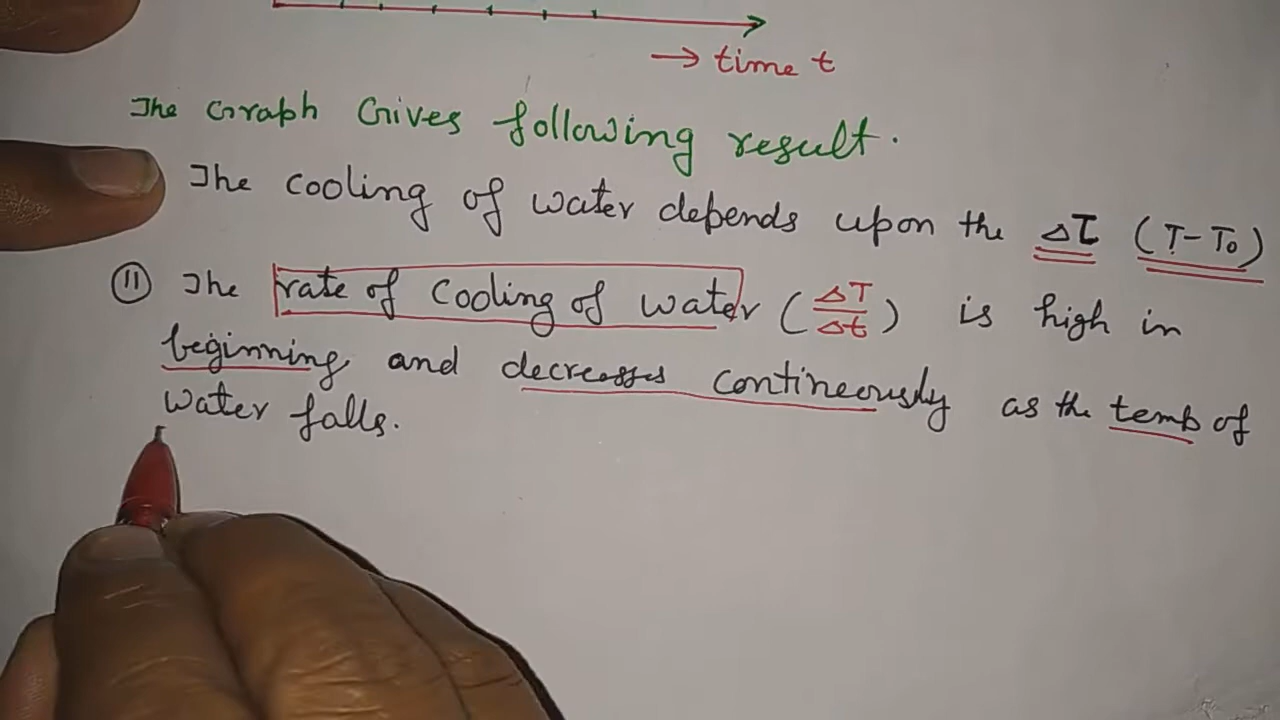 → time t
The Graph Gives following result.
The cooling of water depends upon the ΔT (T-T₀)
(II) The rate of cooling of water (ΔT/Δt) is high in
beginning and decreases contineously as the temp of
water falls.